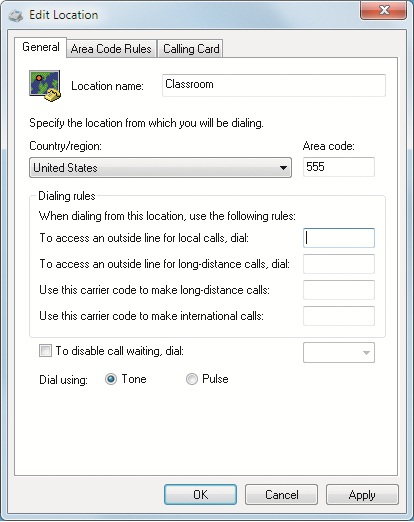 Edit Location
General Area Code Rules Calling Card
Location name: Classroom
Specify the location from which you will be dialing.
Country/region: Area code:
United States 555
Dialing rules
When dialing from this location, use the following rules:
To access an outside line for local calls, dial:
To access an outside line for long-distance calls, dial:
Use this carrier code to make long-distance calls:
Use this carrier code to make international calls:
To disable call waiting, dial:
Dial using: Tone Pulse
OK Cancel Apply